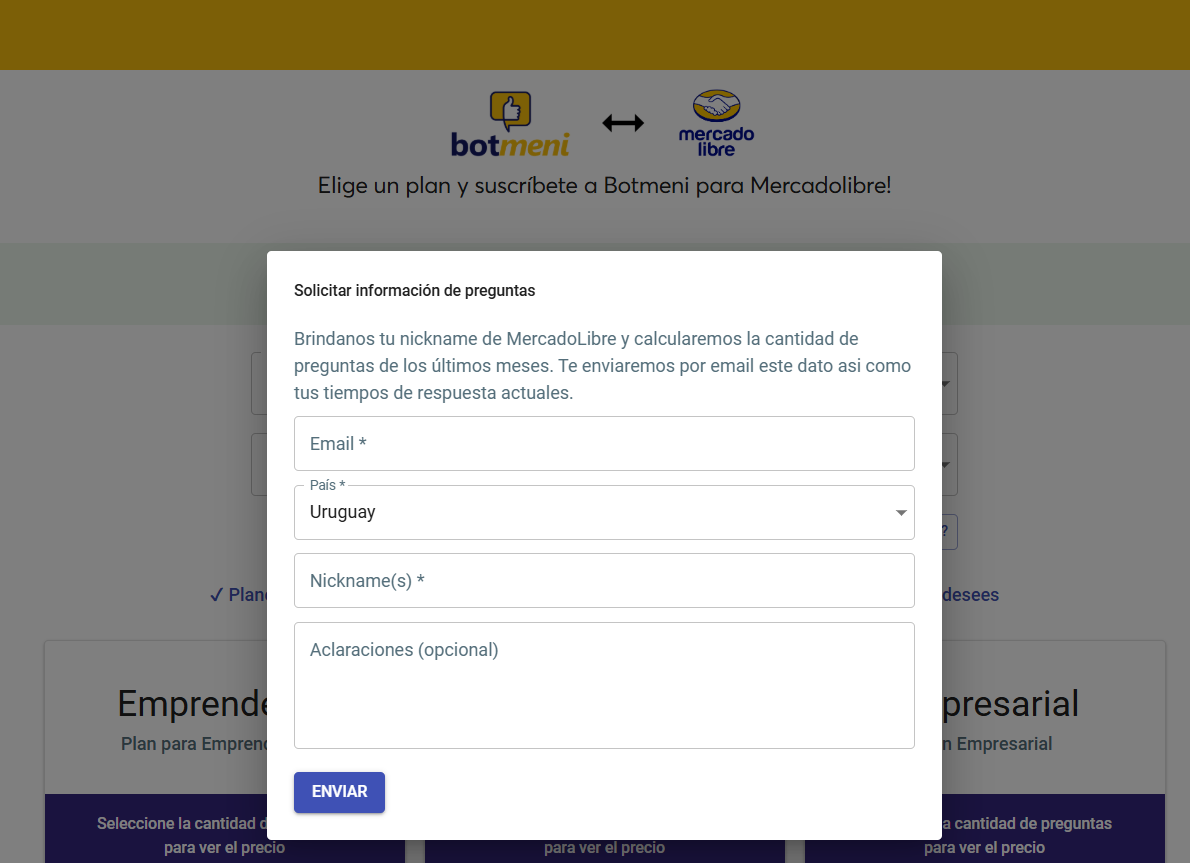 botmeni
mercado
libre
Elige un plan y suscríbete a Botmeni para Mercadolibre!
Solicitar información de preguntas
Brindanos tu nickname de MercadoLibre y calcularemos la cantidad de
preguntas de los últimos meses. Te enviaremos por email este dato asi como
tus tiempos de respuesta actuales.
Email *
País *
Uruguay
?
Nickname(s) *
✓ Plan
desees
Aclaraciones (opcional)
Emprende
presarial
Plan para Emprend
n Empresarial
ENVIAR
Seleccione la cantidad d
a cantidad de preguntas
para ver el precio
para ver el precio
para ver el precio